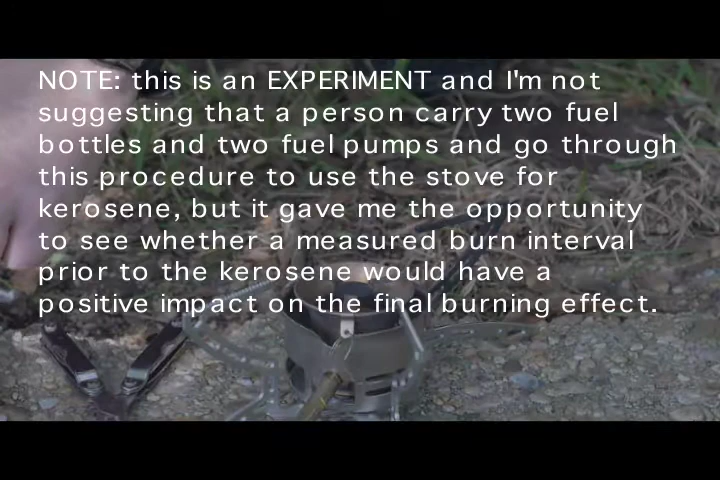 NOTE: this is an EXPERIMENT and I'm not
suggesting that a person carry two fuel
bottles and two fuel pumps and go through
this procedure to use the stove for
kerosene, but it gave me the opportunity
to see whether a measured burn interval
prior to the kerosene would have a
positive impact on the final burning effect.